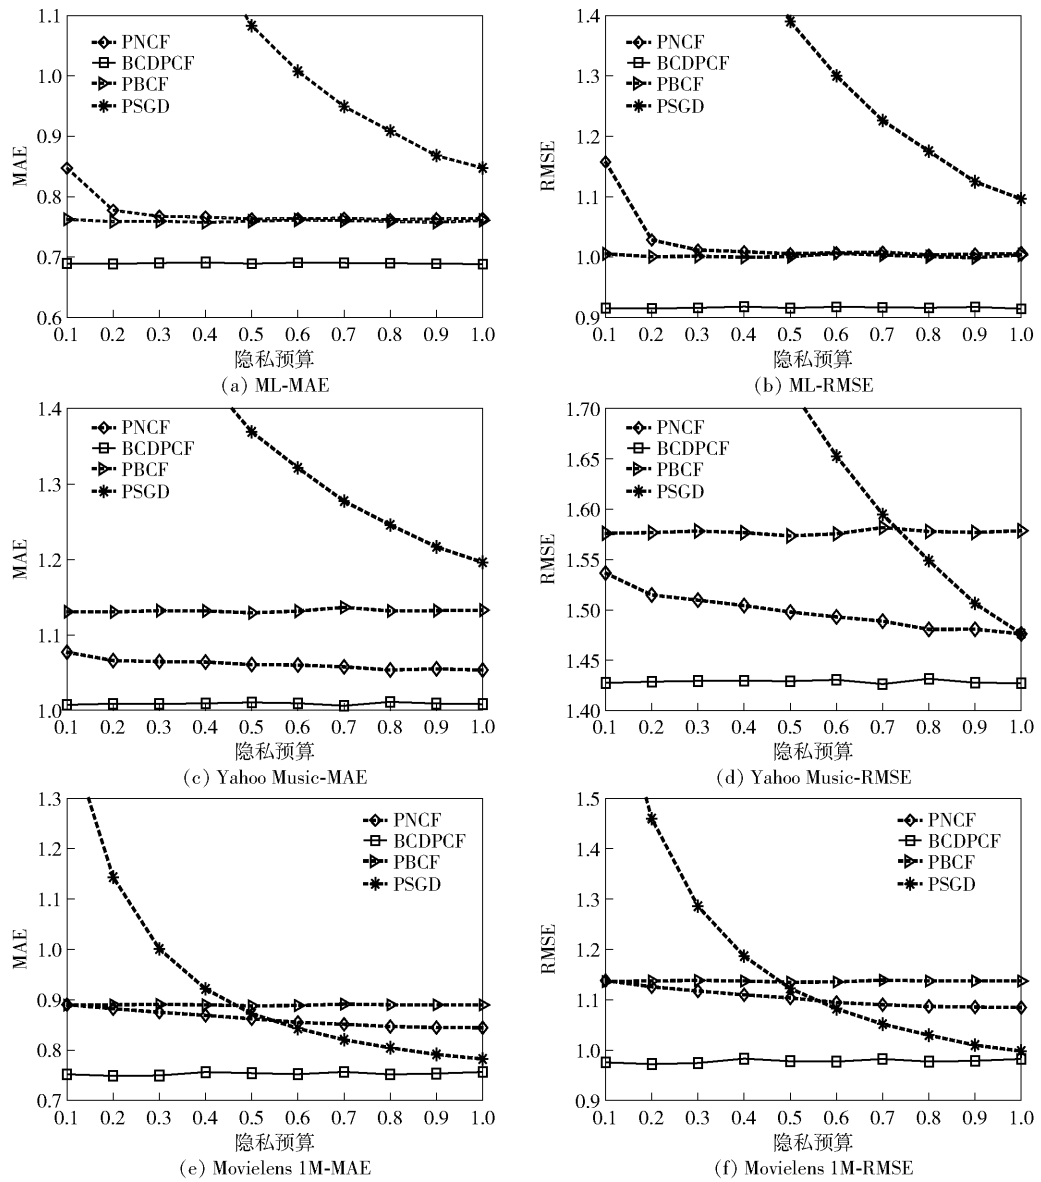 1.1
1.0
0.9
0.8
0.7
0.6
MAE
PNCF
BCDPCF
PBCF
PSGD
0.1 0.2 0.3 0.4 0.5 0.6 0.7 0.8 0.9 1.0
隐私预算
(a) ML-MAE
1.4
1.3
1.2
1.1
1.0
0.9
RMSE
PNCF
BCDPCF
PBCF
PSGD
0.1 0.2 0.3 0.4 0.5 0.6 0.7 0.8 0.9 1.0
隐私预算
(b) ML-RMSE
1.4
1.3
1.2
1.1
1.0
MAE
PNCF
BCDPCF
PBCF
PSGD
0.1 0.2 0.3 0.4 0.5 0.6 0.7 0.8 0.9 1.0
隐私预算
(c) Yahoo Music-MAE
1.70
1.65
1.60
1.55
1.50
1.45
1.40
RMSE
PNCF
BCDPCF
PBCF
PSGD
0.1 0.2 0.3 0.4 0.5 0.6 0.7 0.8 0.9 1.0
隐私预算
(d) Yahoo Music-RMSE
1.3
1.2
1.1
1.0
0.9
0.8
0.7
MAE
PNCF
BCDPCF
PBCF
PSGD
0.1 0.2 0.3 0.4 0.5 0.6 0.7 0.8 0.9 1.0
隐私预算
(e) Movielens 1M-MAE
1.5
1.4
1.3
1.2
1.1
1.0
0.9
RMSE
PNCF
BCDPCF
PBCF
PSGD
0.1 0.2 0.3 0.4 0.5 0.6 0.7 0.8 0.9 1.0
隐私预算
(f) Movielens 1M-RMSE